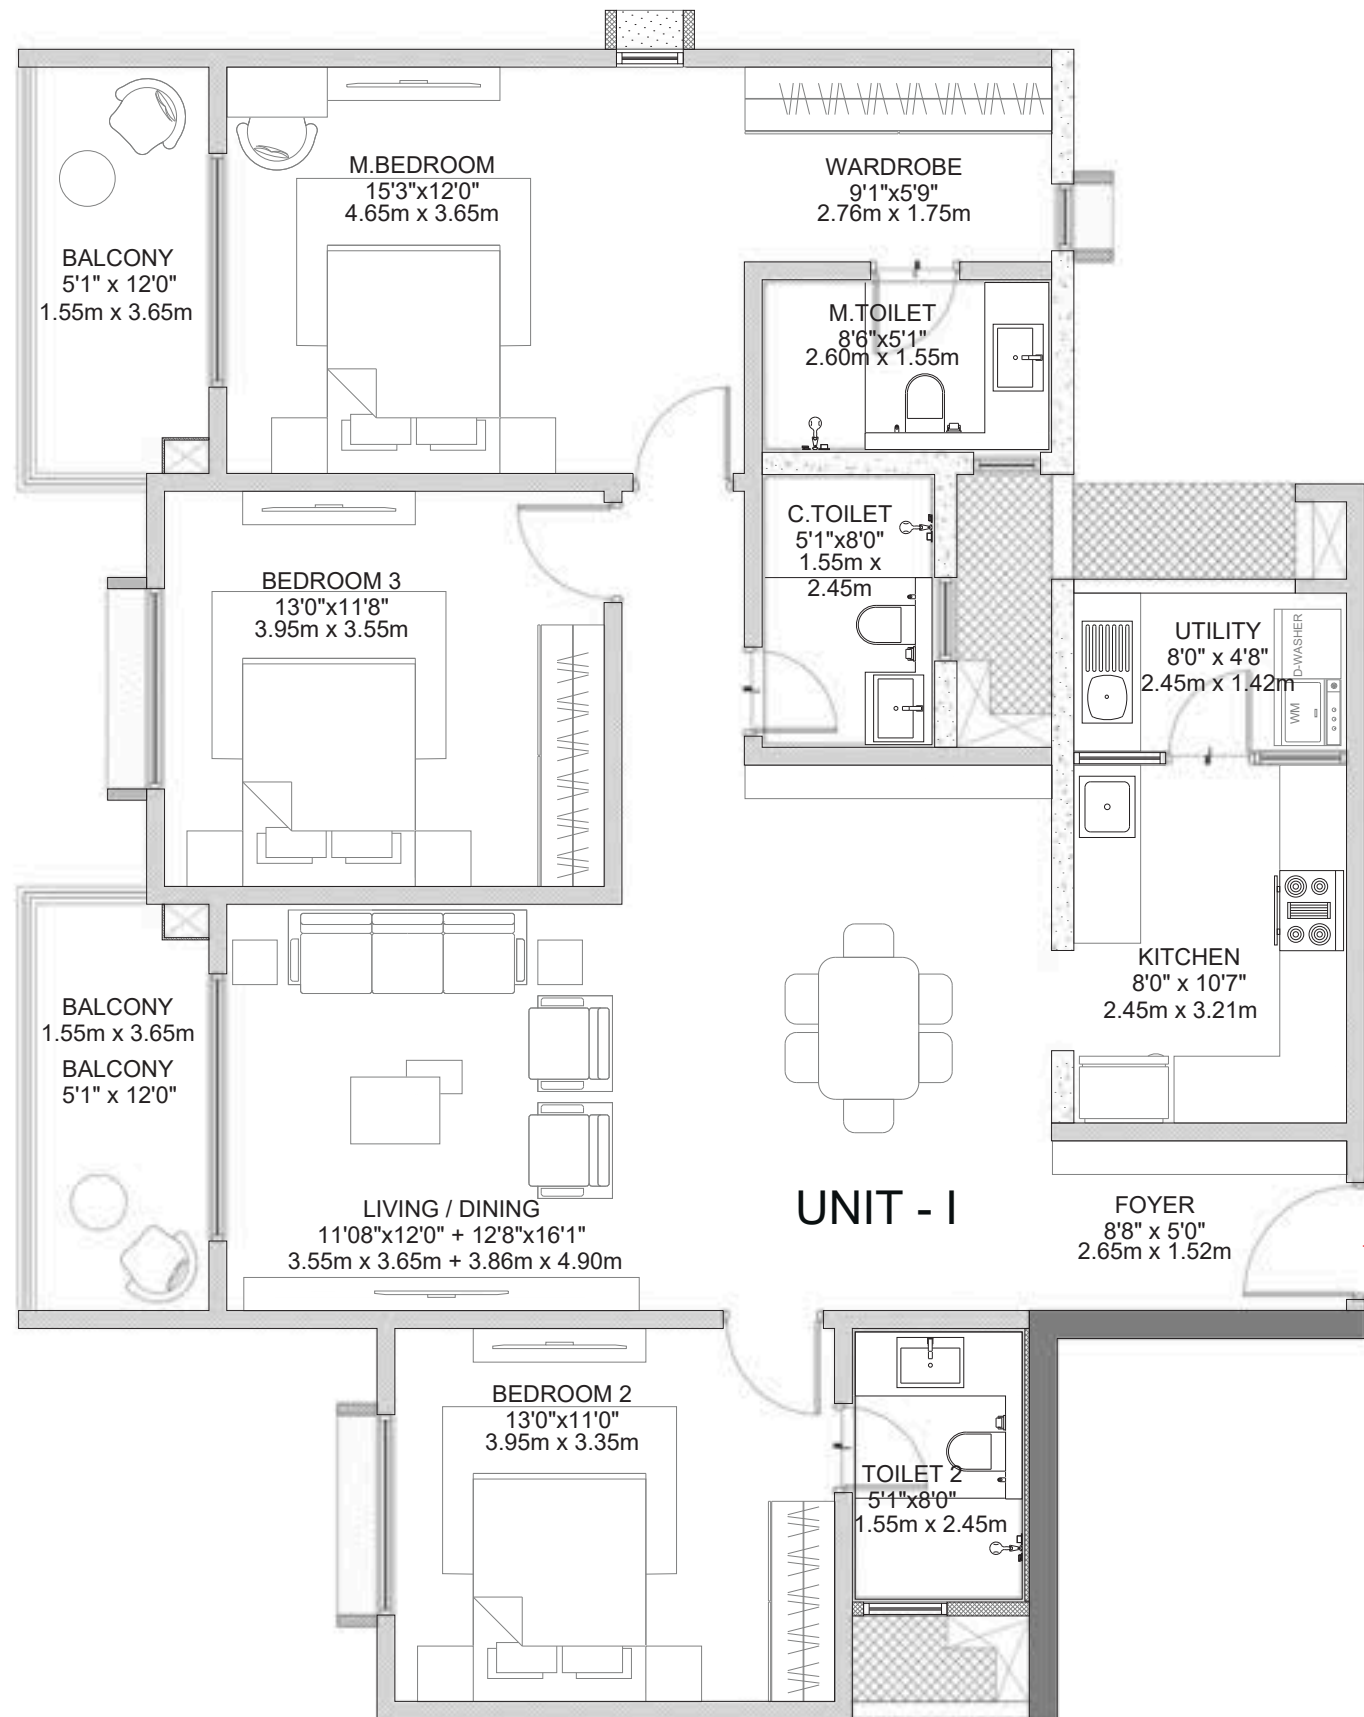 M.BEDROOM
15'3"x12'0"
4.65m x 3.65m
WARDROBE
9'1"x5'9"
2.76m x 1.75m
BALCONY
5'1" x 12'0"
1.55m x 3.65m
M.TOILET
8'6"x5'1"
2.60m x 1.55m
C.TOILET
5'1"x8'0"
1.55m x
2.45m
BEDROOM 3
13'0"x11'8"
3.95m x 3.55m
UTILITY
8'0" x 4'8"
2.45m x 1.42m
D-WASHER
WM
KITCHEN
8'0" x 10'7"
2.45m x 3.21m
BALCONY
1.55m x 3.65m
BALCONY
5'1" x 12'0"
LIVING / DINING
11'08"x12'0" + 12'8"x16'1"
3.55m x 3.65m + 3.86m x 4.90m
UNIT - I
FOYER
8'8" x 5'0"
2.65m x 1.52m
BEDROOM 2
13'0"x11'0"
3.95m x 3.35m
TOILET 2
5'1"x8'0"
1.55m x 2.45m